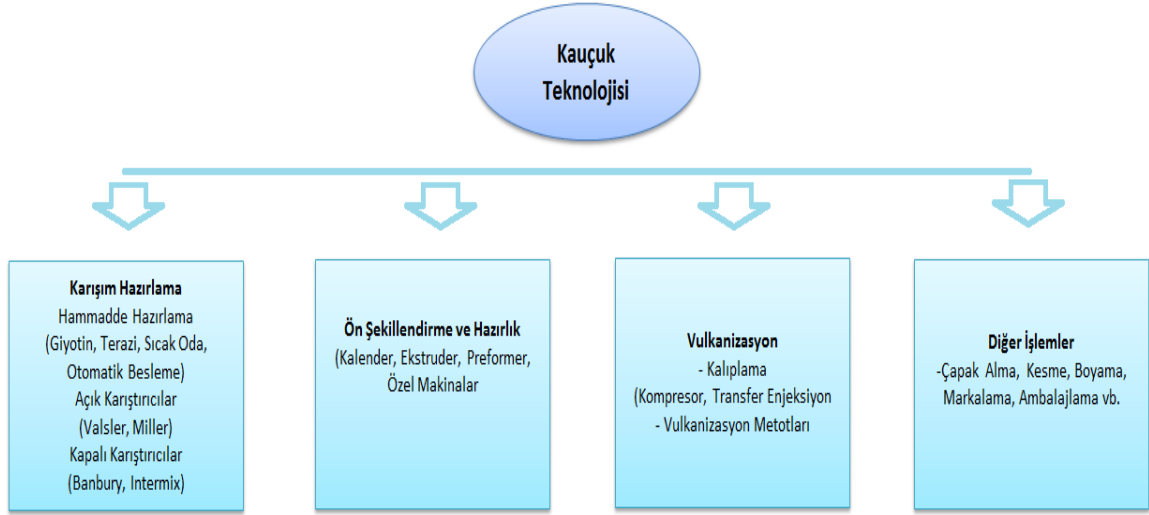 Kauçuk
Teknolojisi
Karışım Hazırlama
Hammadde Hazırlama
(Giyotin, Terazi, Sıcak Oda,
Otomatik Besleme)
Açık Karıştırıcılar
(Valsler, Miller)
Kapalı Karıştırıcılar
(Banbury, Intermix)
Ön Şekillendirme ve Hazırlık
(Kalender, Ekstruder, Preformer,
Özel Makinalar
Vulkanizasyon
- Kalıplama
(Kompresor, Transfer Enjeksiyon
- Vulkanizasyon Metotları
Diğer İşlemler
-Çapak Alma, Kesme, Boyama,
Markalama, Ambalajlama vb.